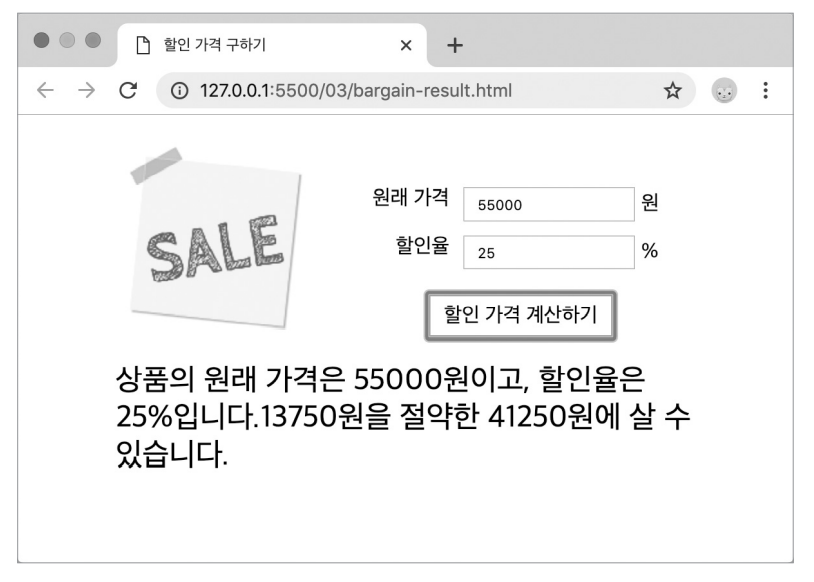 할인 가격 구하기
127.0.0.1:5500/03/bargain-result.html
SALE
원래 가격 55000 원
할인율 25 %
할인 가격 계산하기
상품의 원래 가격은 55000원이고, 할인율은
25%입니다.13750원을 절약한 41250원에 살 수
있습니다.